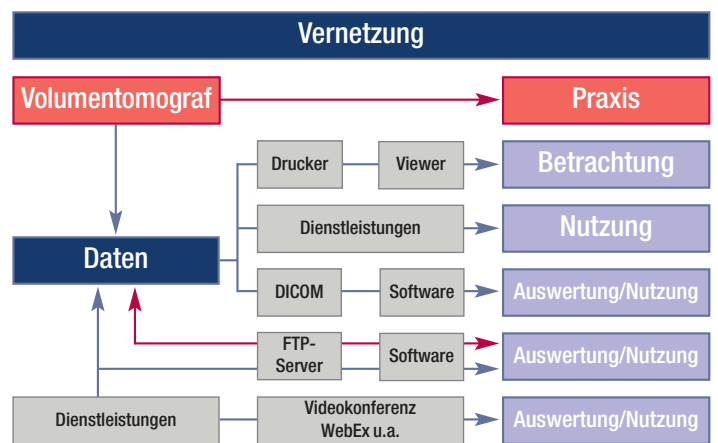 Vernetzung
Volumentomograf
Praxis
Drucker
Viewer
Betrachtung
Dienstleistungen
Nutzung
Daten
DICOM
Software
Auswertung/Nutzung
FTP-
Server
Software
Auswertung/Nutzung
Dienstleistungen
Videokonferenz
WebEx u.a.
Auswertung/Nutzung